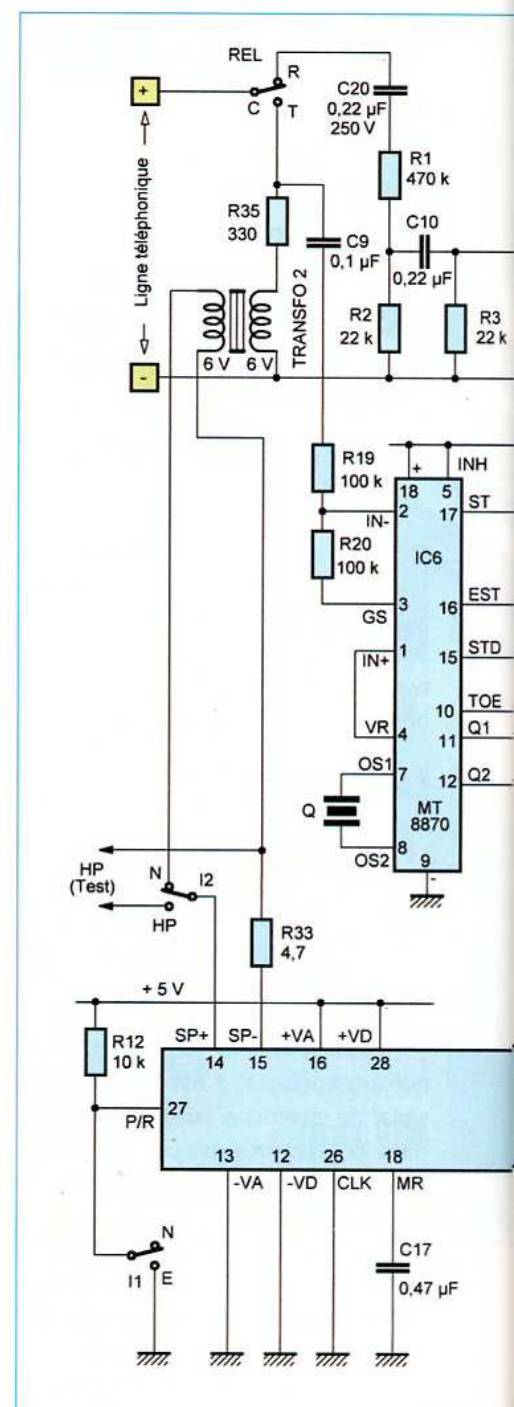 REL
R
C
T
+
Ligne téléphonique
-
C20
0,22 µF
250 V
R1
470 k
C10
0,22 µF
R2
22 k
R3
22 k
R35
330
C9
0,1 µF
TRANSFO 2
6 V
6 V
R19
100 k
R20
100 k
+
INH
18
5
IN-
2
17
ST
IC6
GS
3
16
EST
IN+
1
15
STD
10
TOE
VR
4
11
Q1
OS1
7
12
Q2
Q
MT
8870
8
OS2
9
-
HP
(Test)
N
I2
HP
R33
4,7
+ 5 V
R12
10 k
SP+
SP-
+VA
+VD
14
15
16
28
P/R
27
13
12
26
18
-VA
-VD
CLK
MR
N
I1
E
C17
0,47 µF